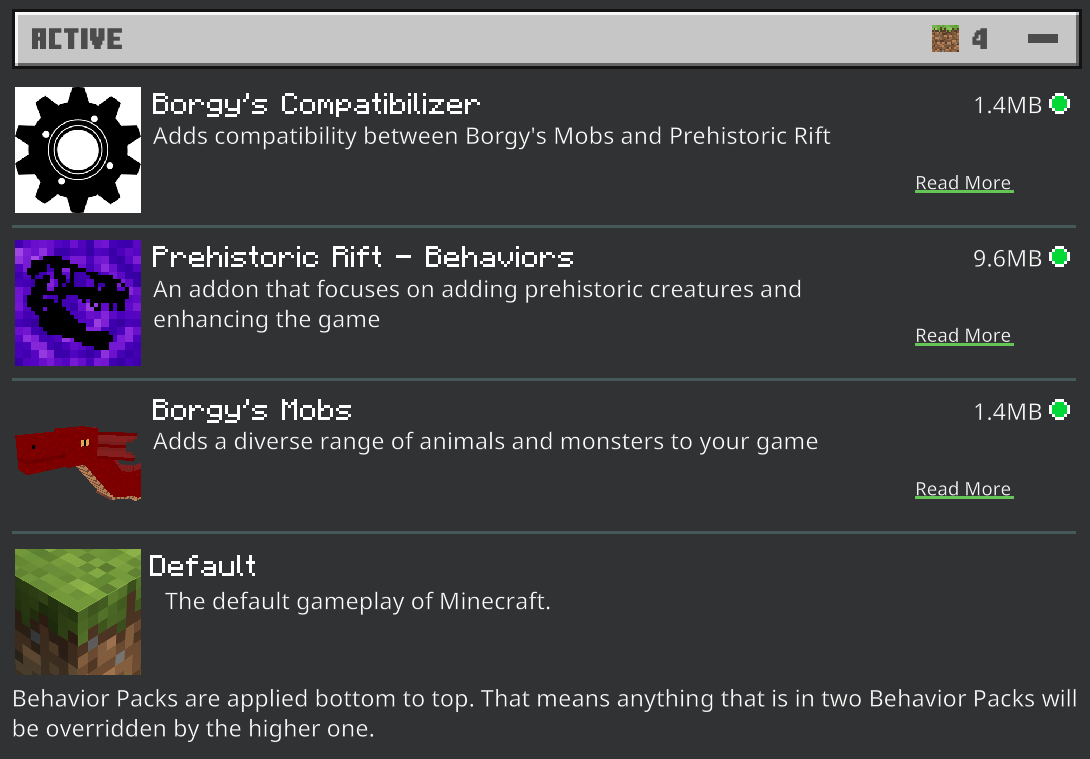 ACTIVE 4
Borgy's Compatibilizer 1.4MB
Adds compatibility between Borgy's Mobs and Prehistoric Rift
Read More
Prehistoric Rift - Behaviors 9.6MB
An addon that focuses on adding prehistoric creatures and
enhancing the game
Read More
Borgy's Mobs 1.4MB
Adds a diverse range of animals and monsters to your game
Read More
Default
The default gameplay of Minecraft.
Behavior Packs are applied bottom to top. That means anything that is in two Behavior Packs will
be overridden by the higher one.